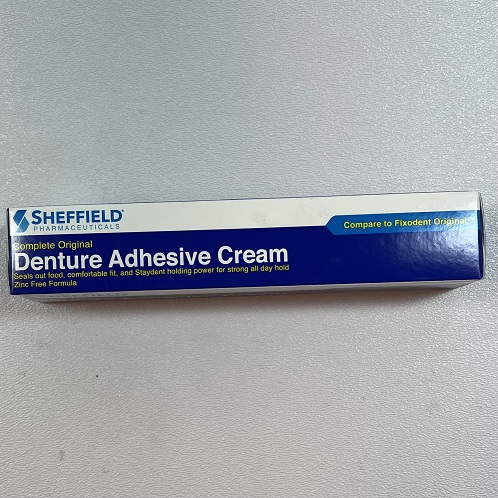 SHEFFIELD
PHARMACEUTICALS
Compare to Fixodent Original
Complete Original
Denture Adhesive Cream
Seals out food, comfortable fit, and Staydent holding power for strong all day hold
Zinc Free Formula